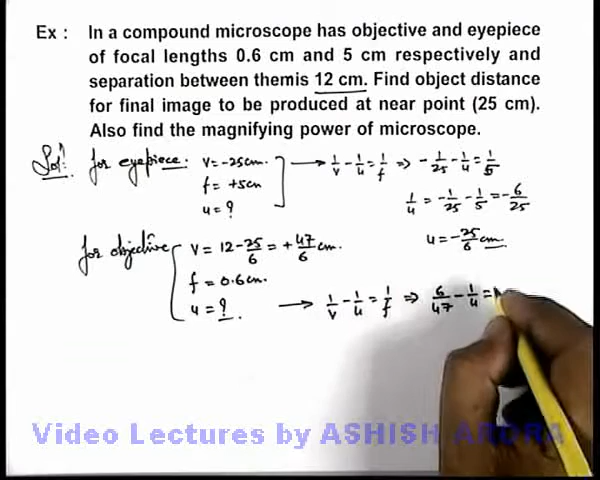 Ex : In a compound microscope has objective and eyepiece
of focal lengths 0.6 cm and 5 cm respectively and
separation between themis 12 cm. Find object distance
for final image to be produced at near point (25 cm).
Also find the magnifying power of microscope.
Sol: for eyepiece: v = -25cm. → 1/v - 1/u = 1/f ⇒ -1/25 - 1/u = 1/5
f = +5cm
u = ?
1/u = -1/25 - 1/5 = -6/25
u = -25/6 cm
for objective v = 12 - 25/6 = + 47/6 cm.
f = 0.6cm.
u = ? → 1/v - 1/u = 1/f ⇒ 6/47 - 1/u =
Video Lectures by ASHISH ARORA